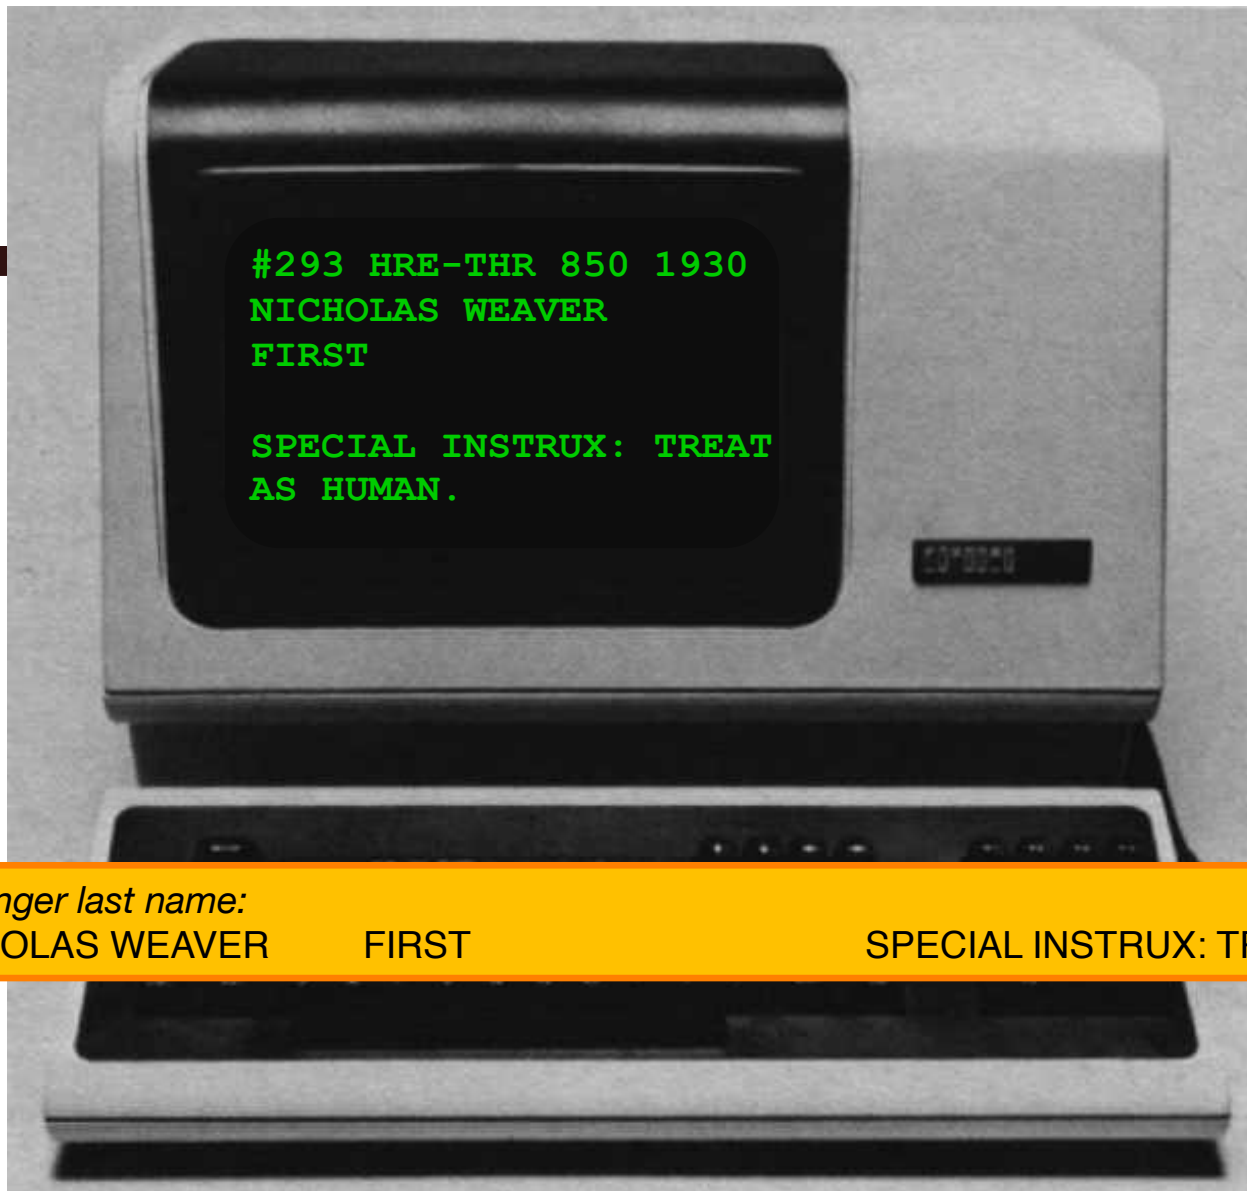 #293 HRE-THR 850 1930
NICHOLAS WEAVER
FIRST
SPECIAL INSTRUX: TREAT
AS HUMAN.
nger last name:
OLAS WEAVER FIRST SPECIAL INSTRUX: